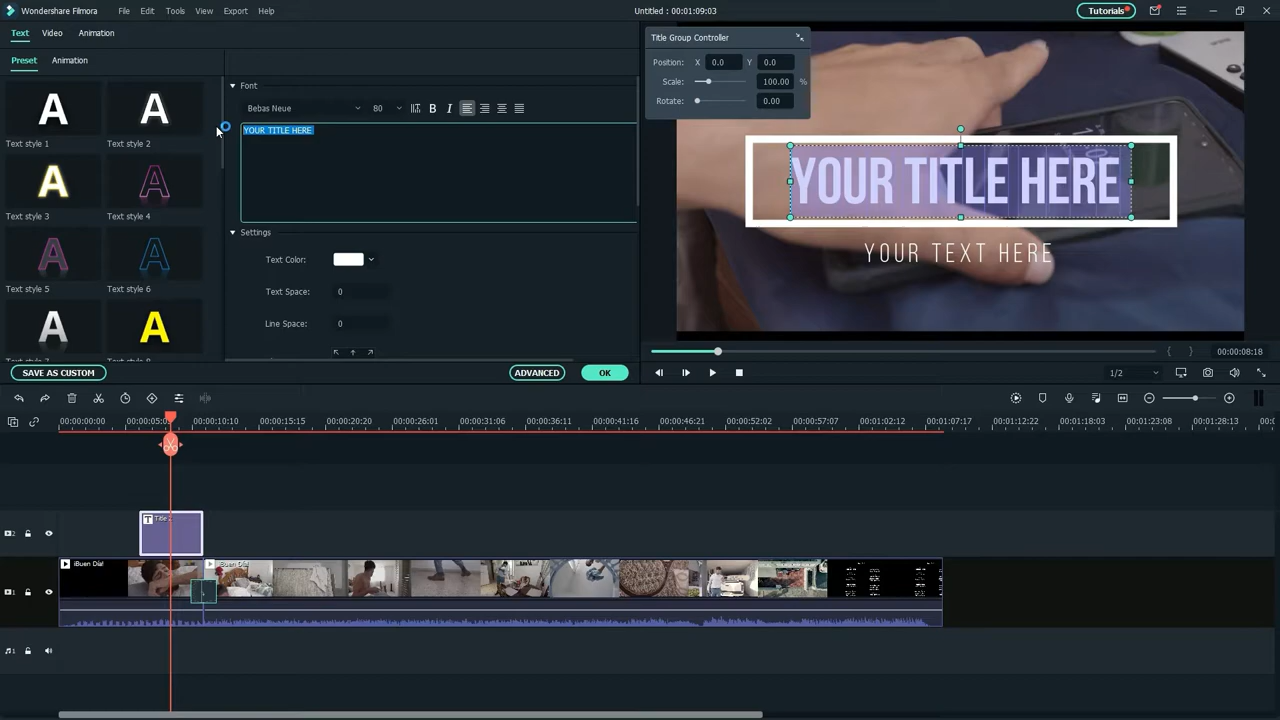 Wondershare Filmora File Edit Tools View Export Help Untitled : 00:01:09:03 Tutorials
Text Video Animation
Preset Animation
Text style 1
Text style 2
Text style 3
Text style 4
Text style 5
Text style 6
Font
Bebas Neue 80
YOUR TITLE HERE
Settings
Text Color:
Text Space: 0
Line Space: 0
SAVE AS CUSTOM
ADVANCED
OK
Title Group Controller
Position: X 0.0 Y 0.0
Scale: 100.00 %
Rotate: 0.00
YOUR TITLE HERE
YOUR TEXT HERE
00:00:08:18
1/2
00:00:00:00 00:00:05:0 00:00:10:10 00:00:15:15 00:00:20:20 00:00:26:01 00:00:31:06 00:00:36:11 00:00:41:16 00:00:46:21 00:00:52:02 00:00:57:07 00:01:02:12 00:01:07:17 00:01:12:22 00:01:18:03 00:01:23:08 00:01:28:13
2
T Title 2
1
¡Buen Día!
¡Buen Día!
1